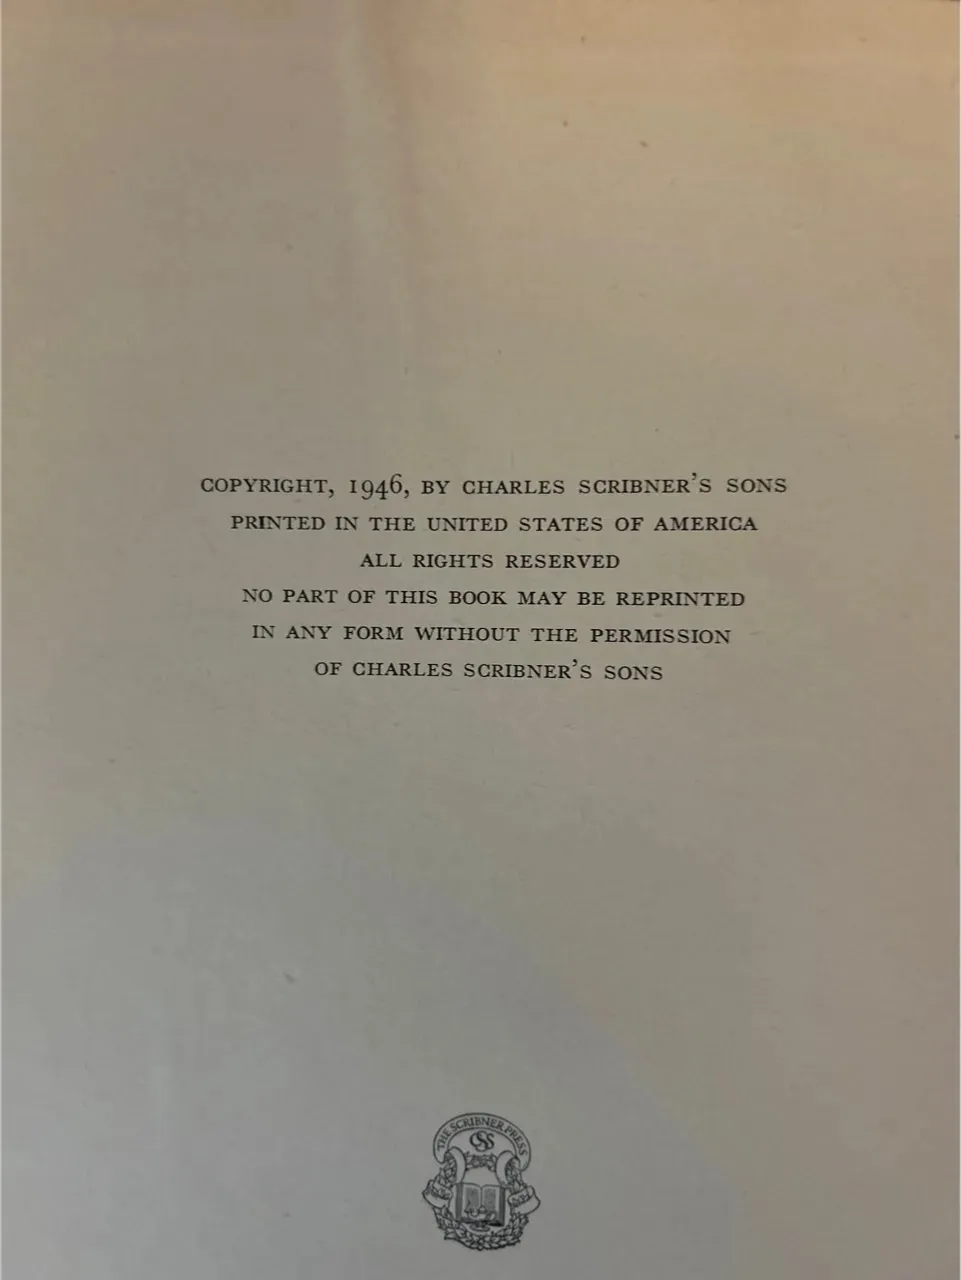 COPYRIGHT, 1946, BY CHARLES SCRIBNER'S SONS
PRINTED IN THE UNITED STATES OF AMERICA
ALL RIGHTS RESERVED
NO PART OF THIS BOOK MAY BE REPRINTED
IN ANY FORM WITHOUT THE PERMISSION
OF CHARLES SCRIBNER'S SONS
THE SCRIBNER PRESS
CSS